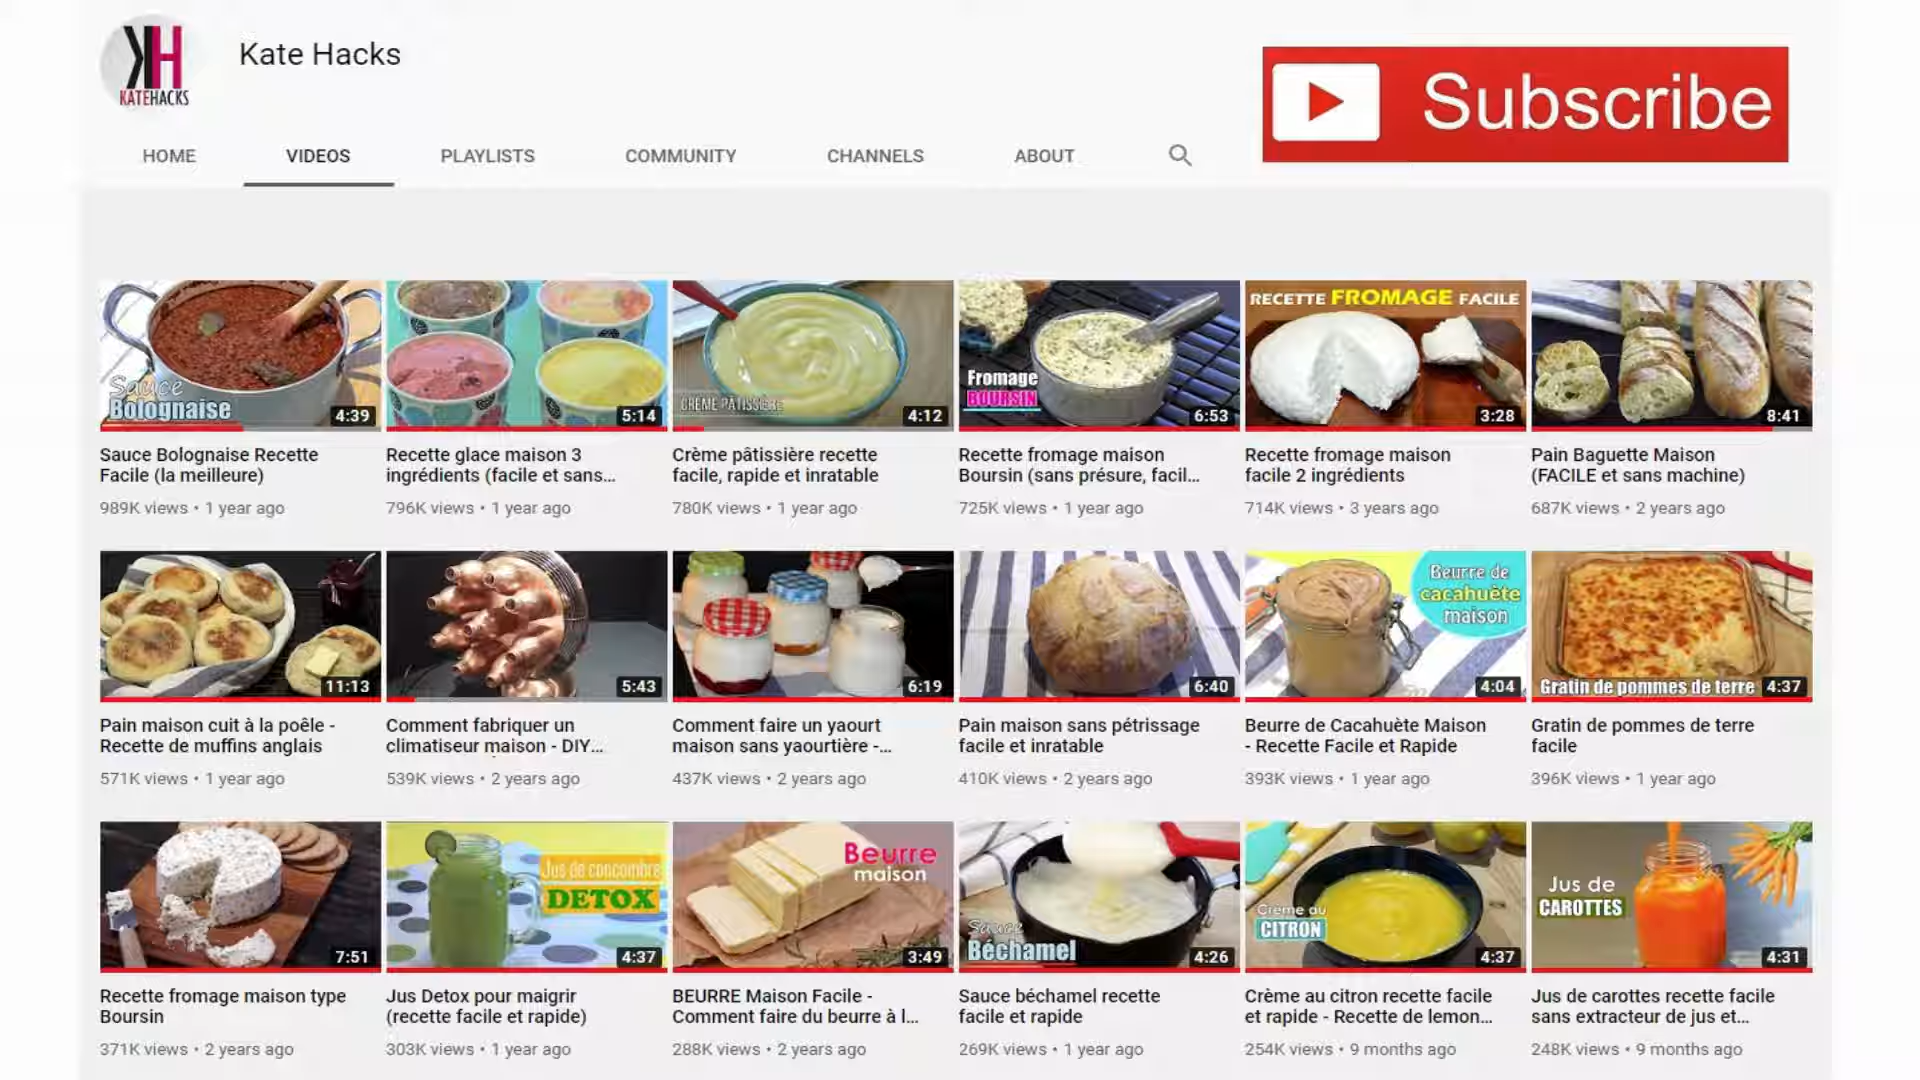 KH
KATEHACKS
Kate Hacks
Subscribe
HOME
VIDEOS
PLAYLISTS
COMMUNITY
CHANNELS
ABOUT
Sauce
Bolognaise
4:39
5:14
CRÈME PÂTISSIÈRE
4:12
Fromage
BOURSIN
6:53
RECETTE FROMAGE FACILE
3:28
8:41
Sauce Bolognaise Recette
Facile (la meilleure)
989K views • 1 year ago
Recette glace maison 3
ingrédients (facile et sans...
796K views • 1 year ago
Crème pâtissière recette
facile, rapide et inratable
780K views • 1 year ago
Recette fromage maison
Boursin (sans présure, facil...
725K views • 1 year ago
Recette fromage maison
facile 2 ingrédients
714K views • 3 years ago
Pain Baguette Maison
(FACILE et sans machine)
687K views • 2 years ago
11:13
5:43
6:19
6:40
Beurre de
cacahuète
maison
4:04
Gratin de pommes de terre
4:37
Pain maison cuit à la poêle -
Recette de muffins anglais
571K views • 1 year ago
Comment fabriquer un
climatiseur maison - DIY...
539K views • 2 years ago
Comment faire un yaourt
maison sans yaourtière -...
437K views • 2 years ago
Pain maison sans pétrissage
facile et inratable
410K views • 2 years ago
Beurre de Cacahuète Maison
- Recette Facile et Rapide
393K views • 1 year ago
Gratin de pommes de terre
facile
396K views • 1 year ago
7:51
Jus de concombre
DETOX
4:37
Beurre
maison
3:49
Sauce
Béchamel
4:26
Crème au
CITRON
4:37
Jus de
CAROTTES
4:31
Recette fromage maison type
Boursin
371K views • 2 years ago
Jus Detox pour maigrir
(recette facile et rapide)
303K views • 1 year ago
BEURRE Maison Facile -
Comment faire du beurre à l...
288K views • 2 years ago
Sauce béchamel recette
facile et rapide
269K views • 1 year ago
Crème au citron recette facile
et rapide - Recette de lemon...
254K views • 9 months ago
Jus de carottes recette facile
sans extracteur de jus et...
248K views • 9 months ago